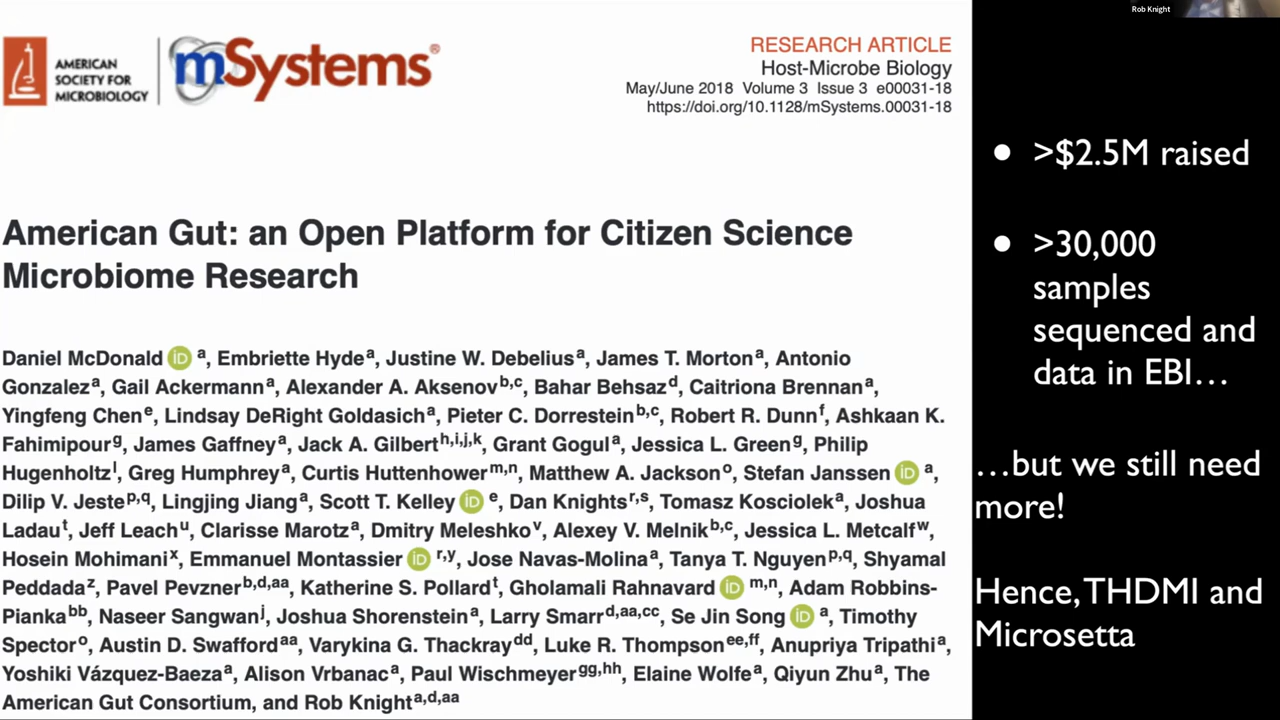 Rob Knight
AMERICAN
SOCIETY FOR
MICROBIOLOGY
mSystems®
RESEARCH ARTICLE
Host-Microbe Biology
May/June 2018 Volume 3 Issue 3 e00031-18
https://doi.org/10.1128/mSystems.00031-18
American Gut: an Open Platform for Citizen Science
Microbiome Research
Daniel McDonald iD a, Embriette Hyde a, Justine W. Debelius a, James T. Morton a, Antonio
Gonzalez a, Gail Ackermann a, Alexander A. Aksenov b,c, Bahar Behsaz d, Caitriona Brennan a,
Yingfeng Chen e, Lindsay DeRight Goldasich a, Pieter C. Dorrestein b,c, Robert R. Dunn f, Ashkaan K.
Fahimipour g, James Gaffney a, Jack A. Gilbert h,i,j,k, Grant Gogul a, Jessica L. Green g, Philip
Hugenholtz l, Greg Humphrey a, Curtis Huttenhower m,n, Matthew A. Jackson o, Stefan Janssen iD a,
Dilip V. Jeste p,q, Lingjing Jiang a, Scott T. Kelley iD e, Dan Knights r,s, Tomasz Kosciolek a, Joshua
Ladau t, Jeff Leach u, Clarisse Marotz a, Dmitry Meleshko v, Alexey V. Melnik b,c, Jessica L. Metcalf w,
Hosein Mohimani x, Emmanuel Montassier iD r,y, Jose Navas-Molina a, Tanya T. Nguyen p,q, Shyamal
Peddada z, Pavel Pevzner b,d,aa, Katherine S. Pollard t, Gholamali Rahnavard iD m,n, Adam Robbins-
Pianka bb, Naseer Sangwan j, Joshua Shorenstein a, Larry Smarr d,aa,cc, Se Jin Song iD a, Timothy
Spector o, Austin D. Swafford aa, Varykina G. Thackray dd, Luke R. Thompson ee,ff, Anupriya Tripathi a,
Yoshiki Vázquez-Baeza a, Alison Vrbanac a, Paul Wischmeyer gg,hh, Elaine Wolfe a, Qiyun Zhu a, The
American Gut Consortium, and Rob Knight a,d,aa
● >$2.5M raised
● >30,000
samples
sequenced and
data in EBI…
…but we still need
more!
Hence, THDMI and
Microsetta